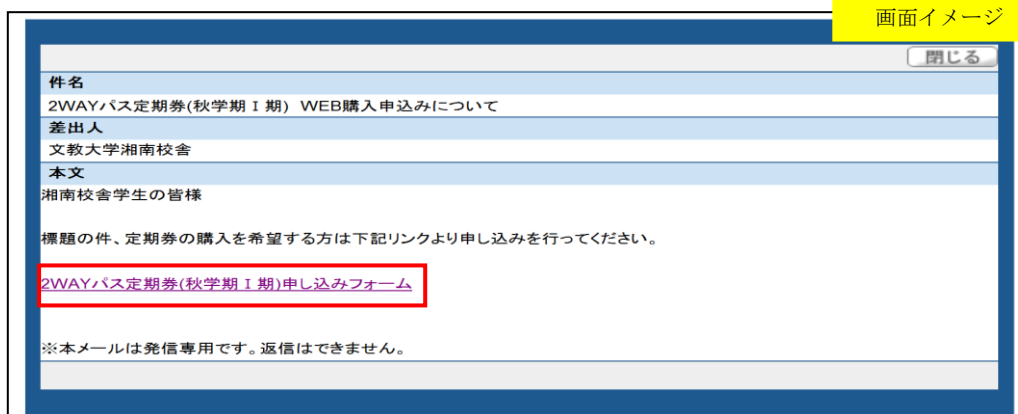 画面イメージ
閉じる
件名
2WAYパス定期券(秋学期Ⅰ期) WEB購入申込みについて
差出人
文教大学湘南校舎
本文
湘南校舎学生の皆様
標題の件、定期券の購入を希望する方は下記リンクより申し込みを行ってください。
2WAYパス定期券(秋学期Ⅰ期)申し込みフォーム
※本メールは発信専用です。返信はできません。